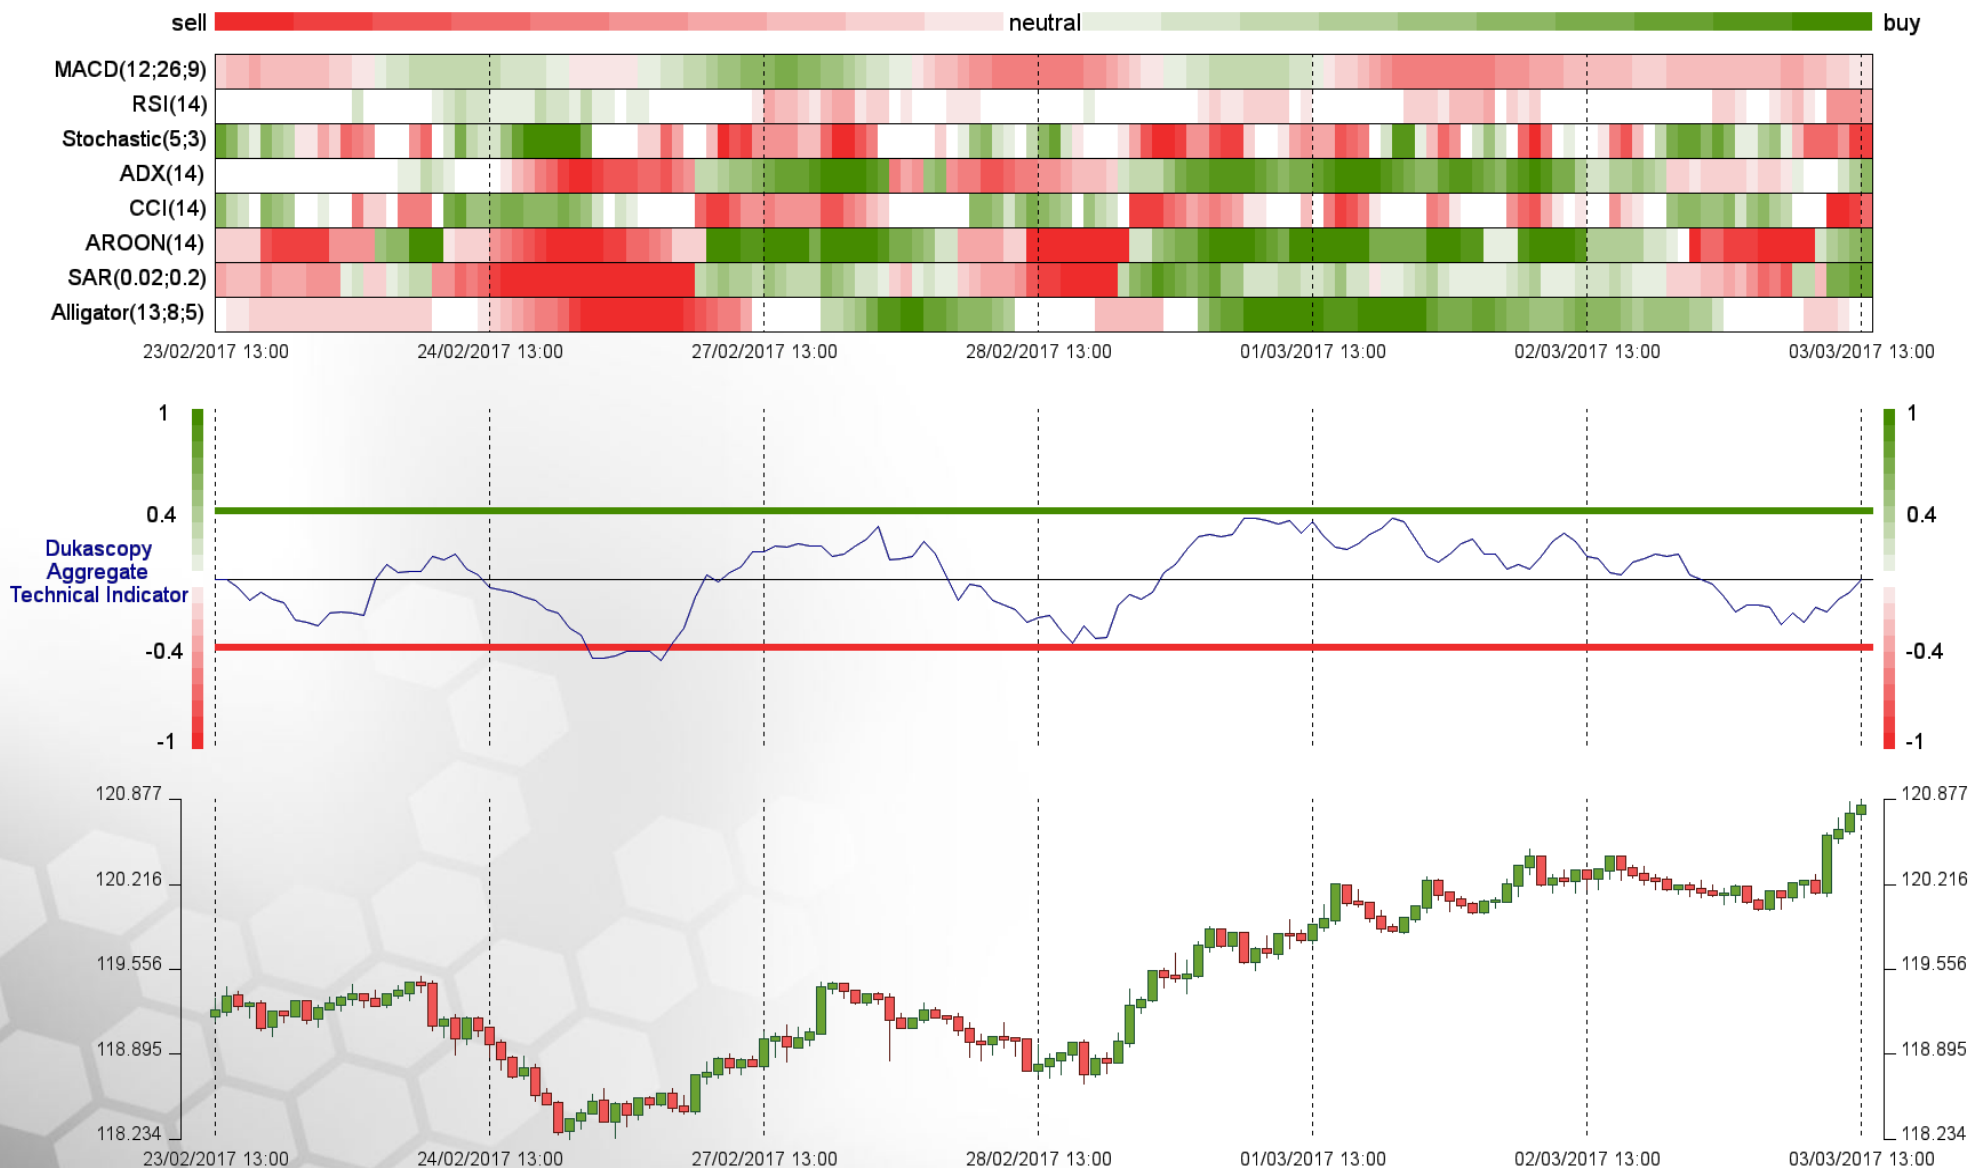 sell neutral buy
MACD(12;26;9)
RSI(14)
Stochastic(5;3)
ADX(14)
CCI(14)
AROON(14)
SAR(0.02;0.2)
Alligator(13;8;5)
23/02/2017 13:00 24/02/2017 13:00 27/02/2017 13:00 28/02/2017 13:00 01/03/2017 13:00 02/03/2017 13:00 03/03/2017 13:00
1 1
0.4 0.4
Dukascopy
Aggregate
Technical Indicator
-0.4 -0.4
-1 -1
120.877 120.877
120.216 120.216
119.556 119.556
118.895 118.895
118.234 118.234
23/02/2017 13:00 24/02/2017 13:00 27/02/2017 13:00 28/02/2017 13:00 01/03/2017 13:00 02/03/2017 13:00 03/03/2017 13:00